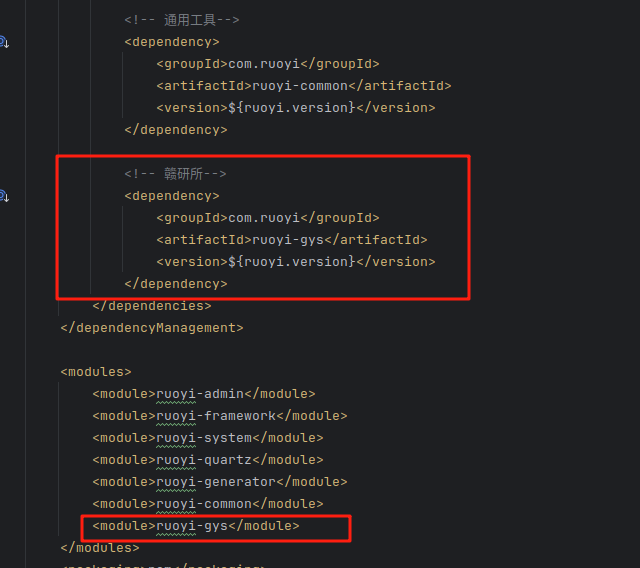 <!-- 通用工具-->
<dependency>
<groupId>com.ruoyi</groupId>
<artifactId>ruoyi-common</artifactId>
<version>${ruoyi.version}</version>
</dependency>
<!-- 赣研所-->
<dependency>
<groupId>com.ruoyi</groupId>
<artifactId>ruoyi-gys</artifactId>
<version>${ruoyi.version}</version>
</dependency>
</dependencies>
</dependencyManagement>
<modules>
<module>ruoyi-admin</module>
<module>ruoyi-framework</module>
<module>ruoyi-system</module>
<module>ruoyi-quartz</module>
<module>ruoyi-generator</module>
<module>ruoyi-common</module>
<module>ruoyi-gys</module>
</modules>